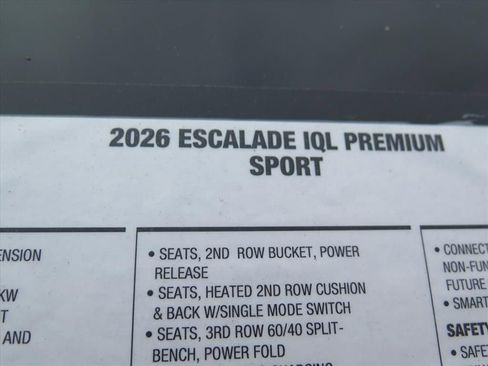 2026 ESCALADE IQL PREMIUM
SPORT
ENSION
KW
T
AND
• SEATS, 2ND ROW BUCKET, POWER
RELEASE
• SEATS, HEATED 2ND ROW CUSHION
& BACK W/SINGLE MODE SWITCH
• SEATS, 3RD ROW 60/40 SPLIT-
BENCH, POWER FOLD
• CONNECT
NON-FUN
FUTURE
• SMART
SAFETY
• SAFE